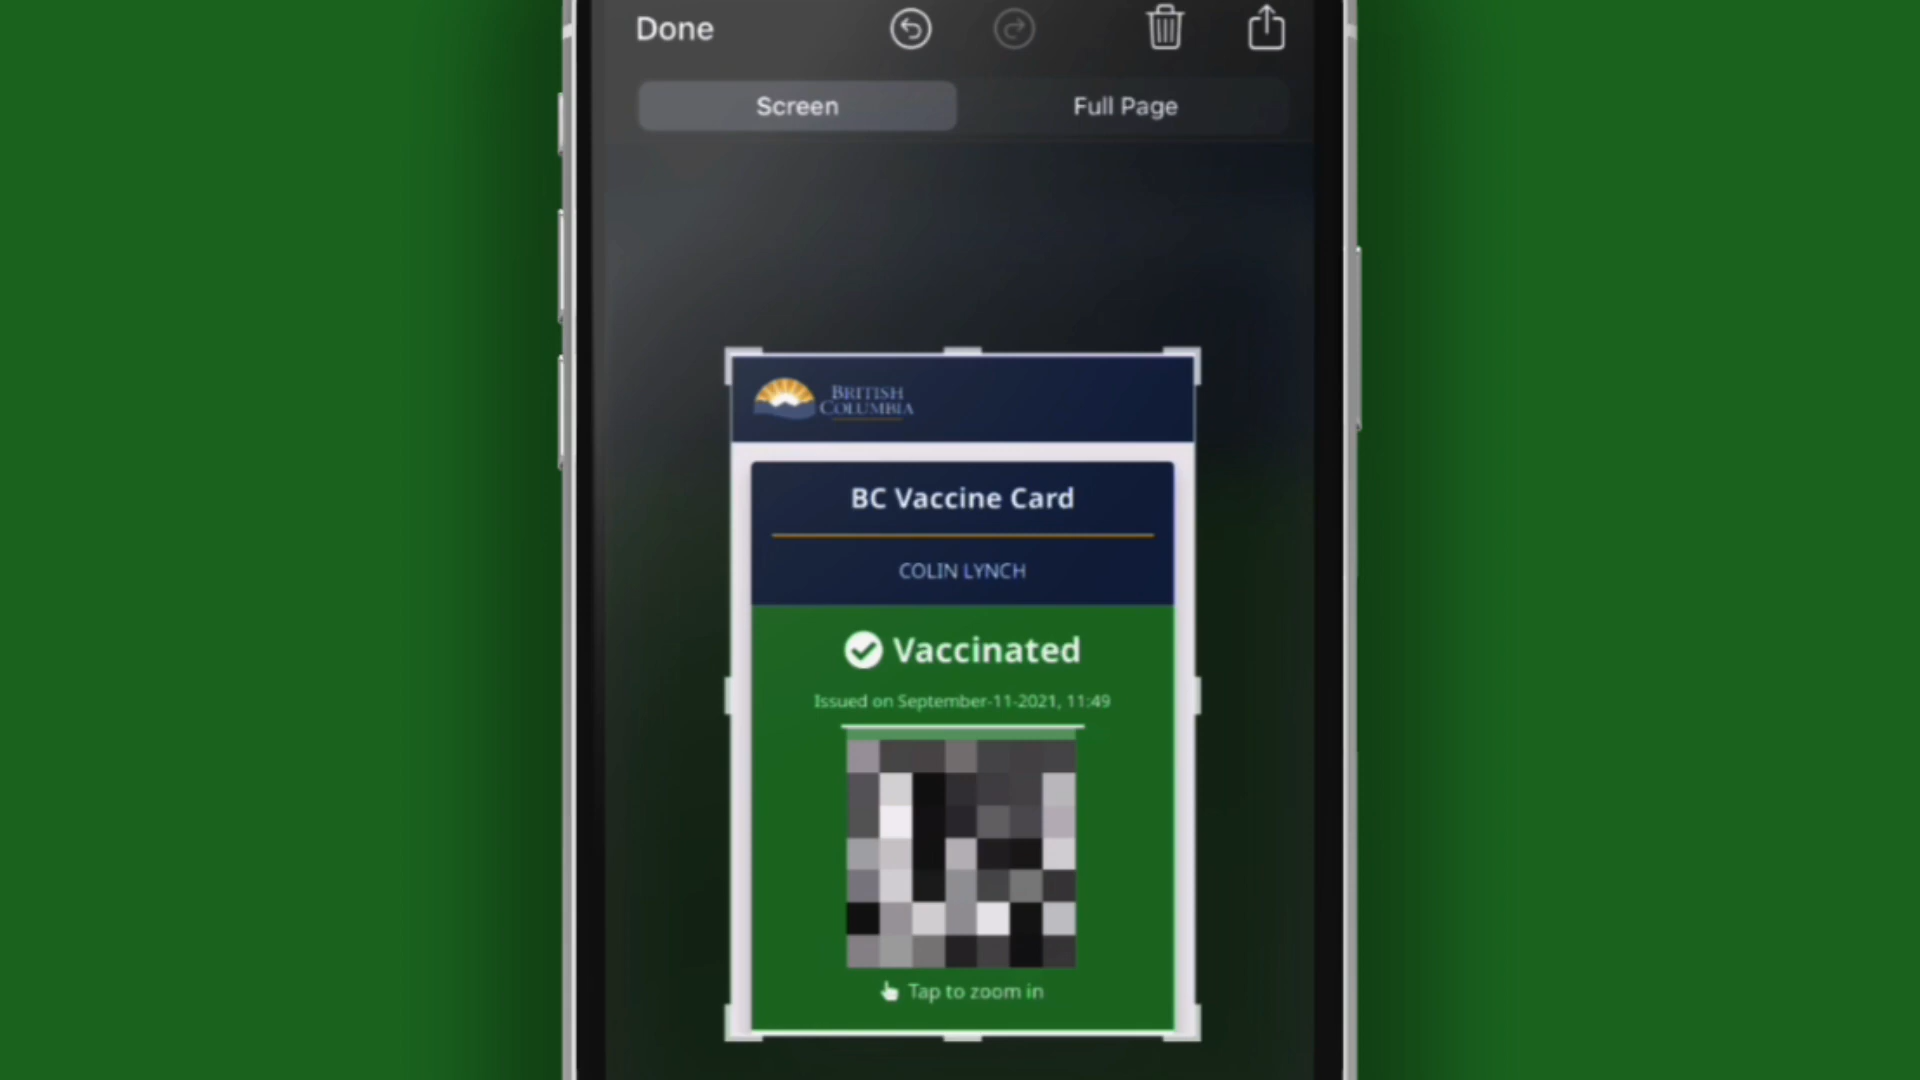 Done
Screen
Full Page
BRITISH
COLUMBIA
BC Vaccine Card
COLIN LYNCH
Vaccinated
Issued on September-11-2021, 11:49
Tap to zoom in